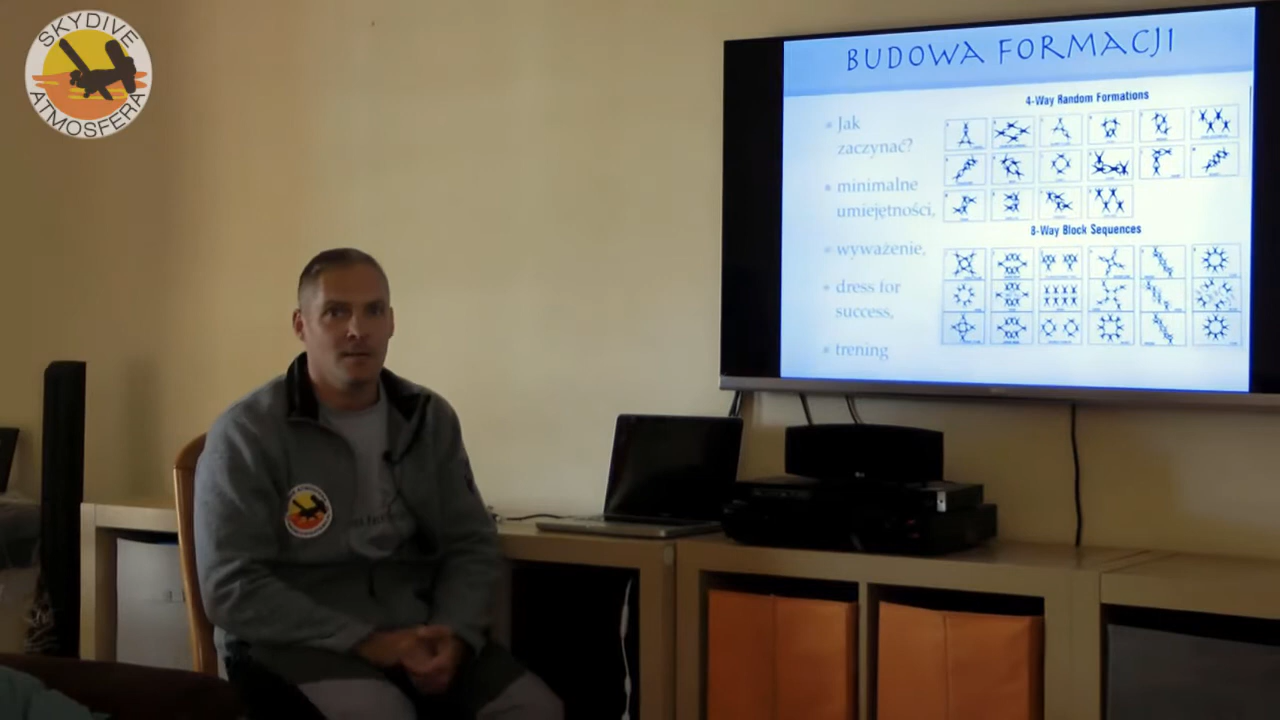 SKYDIVE
ATMOSFERA
BUDOWA FORMACJI
Jak
zaczynać?
minimalne
umiejętności,
wyważenie,
dress for
success,
trening
4-Way Random Formations
8-Way Block Sequences